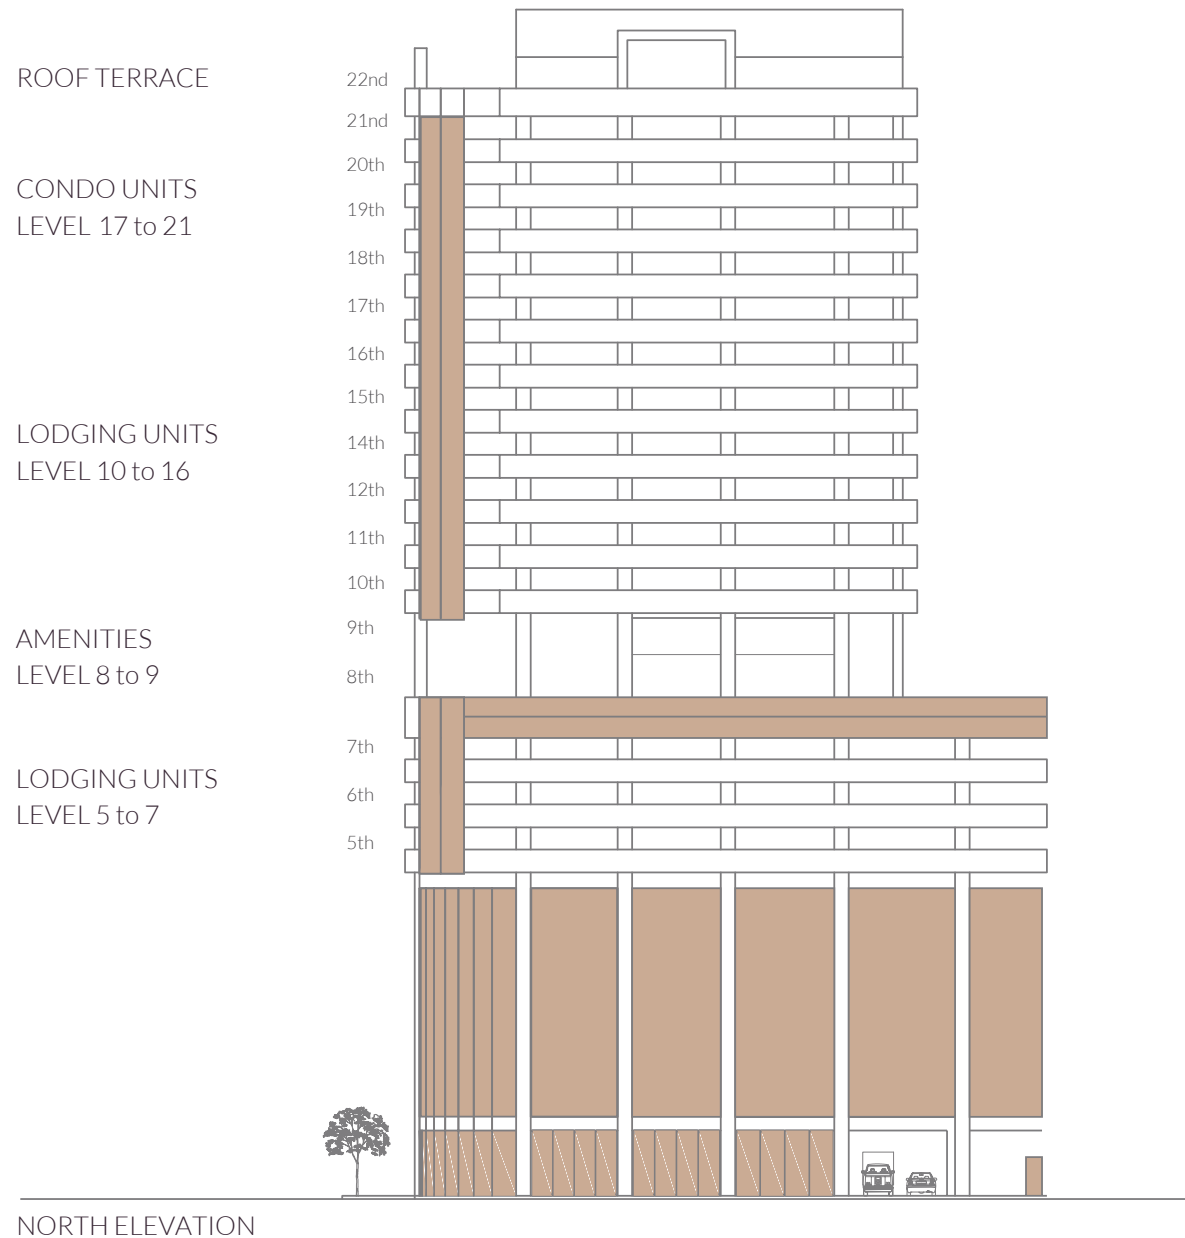 ROOF TERRACE
22nd
21nd
20th
CONDO UNITS
LEVEL 17 to 21
19th
18th
17th
16th
15th
LODGING UNITS
LEVEL 10 to 16
14th
12th
11th
10th
9th
AMENITIES
LEVEL 8 to 9
8th
7th
LODGING UNITS
LEVEL 5 to 7
6th
5th
NORTH ELEVATION